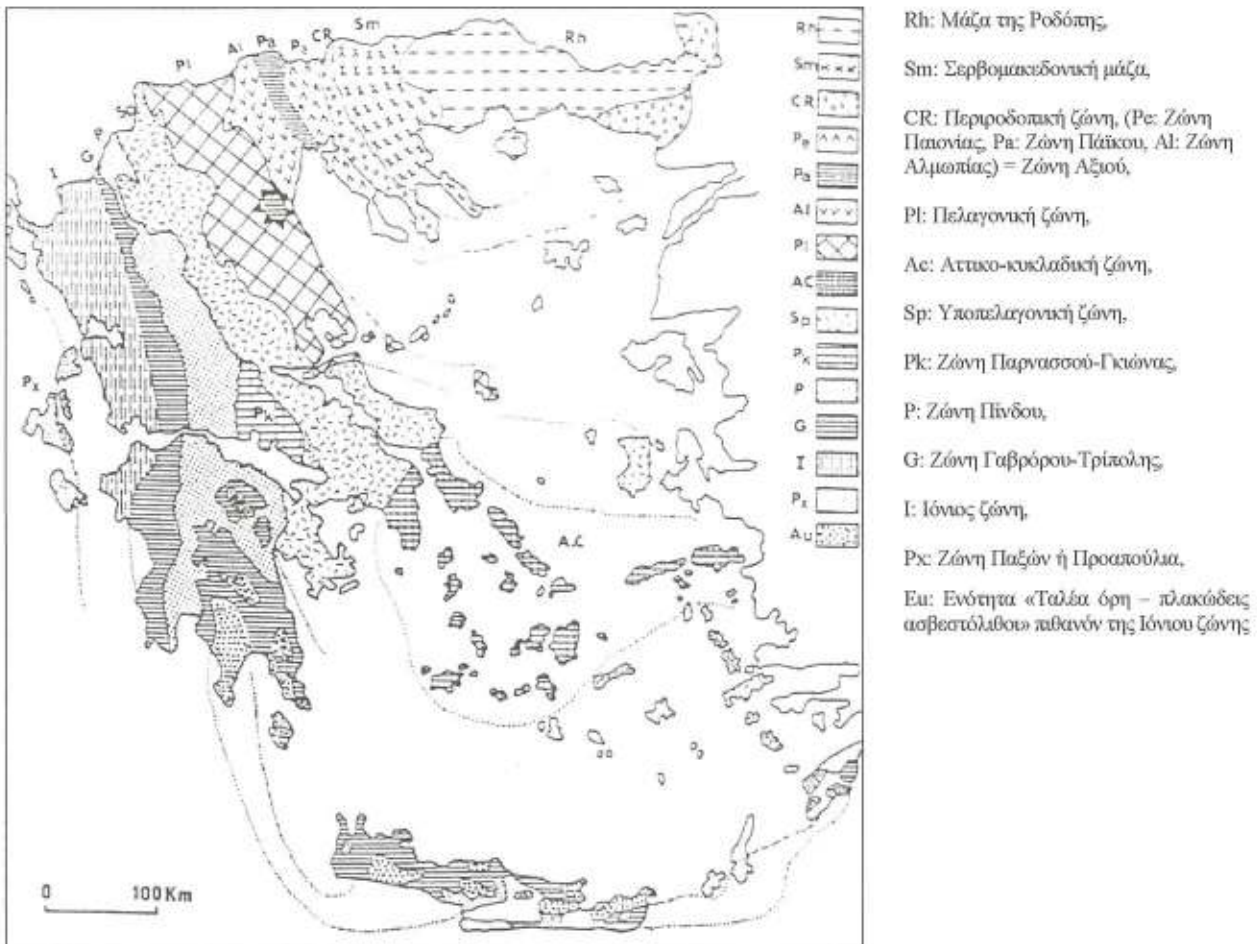 Rh
Sm
CR
Pe
Pa
Al
Pl
Sp
P
G
I
Px
Pk
A.C
0 100 Km
Rh
Sm
CR
Pe
Pa
Al
Pl
AC
Sp
Pk
P
G
I
Px
Au
Rh: Μάζα της Ροδόπης,
Sm: Σερβομακεδονική μάζα,
CR: Περιροδοπική ζώνη, (Pe: Ζώνη
Παιονίας, Pa: Ζώνη Πάϊκου, Al: Ζώνη
Αλμωπίας) = Ζώνη Αξιού,
Pl: Πελαγονική ζώνη,
Ac: Αττικο-κυκλαδική ζώνη,
Sp: Υποπελαγονική ζώνη,
Pk: Ζώνη Παρνασσού-Γκιώνας,
P: Ζώνη Πίνδου,
G: Ζώνη Γαβρόρου-Τρίπολης,
I: Ιόνιος ζώνη,
Px: Ζώνη Παξών ή Προαπούλια,
Eu: Ενότητα «Ταλέα όρη – πλακώδεις
ασβεστόλιθοι» πιθανόν της Ιόνιου ζώνης